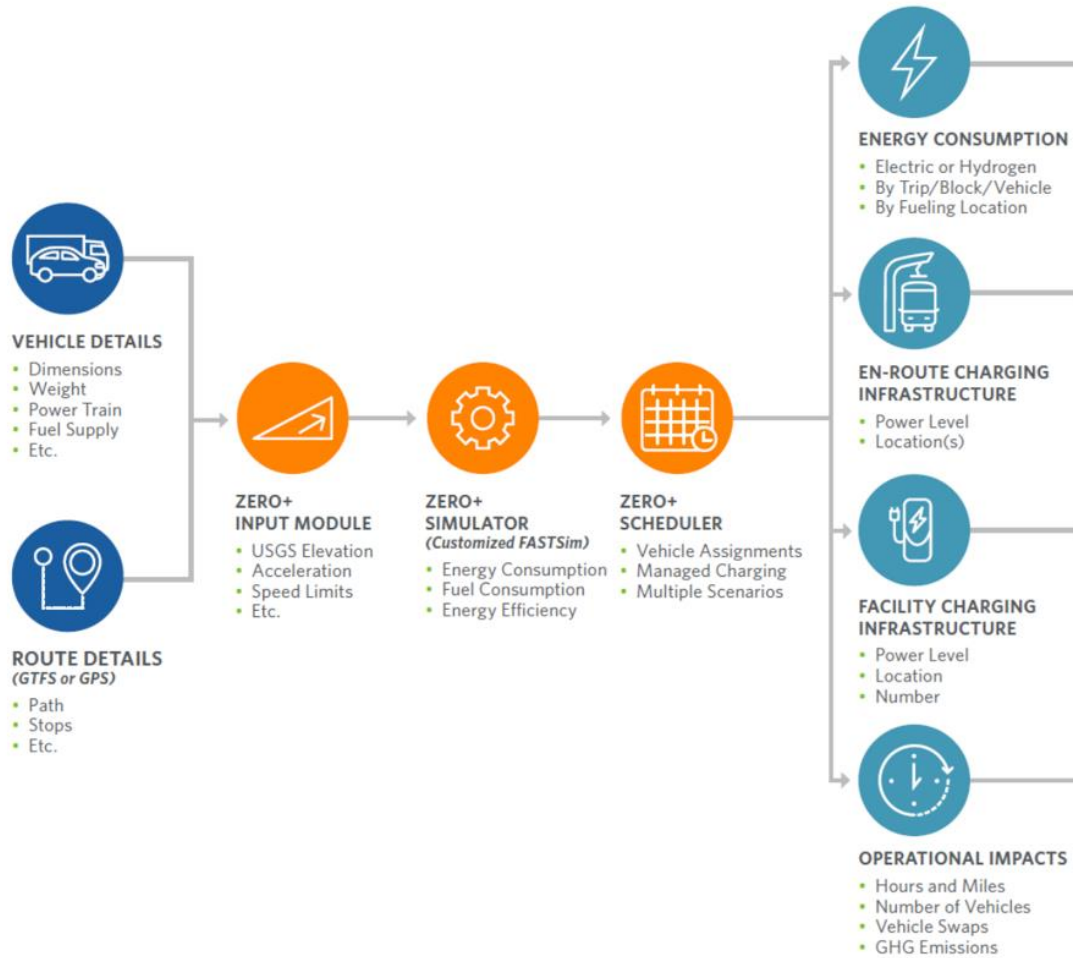 VEHICLE DETAILS
• Dimensions
• Weight
• Power Train
• Fuel Supply
• Etc.
ROUTE DETAILS
(GTFS or GPS)
• Path
• Stops
• Etc.
ZERO+
INPUT MODULE
• USGS Elevation
• Acceleration
• Speed Limits
• Etc.
ZERO+
SIMULATOR
(Customized FASTSim)
• Energy Consumption
• Fuel Consumption
• Energy Efficiency
ZERO+
SCHEDULER
• Vehicle Assignments
• Managed Charging
• Multiple Scenarios
ENERGY CONSUMPTION
• Electric or Hydrogen
• By Trip/Block/Vehicle
• By Fueling Location
EN-ROUTE CHARGING
INFRASTRUCTURE
• Power Level
• Location(s)
FACILITY CHARGING
INFRASTRUCTURE
• Power Level
• Location
• Number
OPERATIONAL IMPACTS
• Hours and Miles
• Number of Vehicles
• Vehicle Swaps
• GHG Emissions